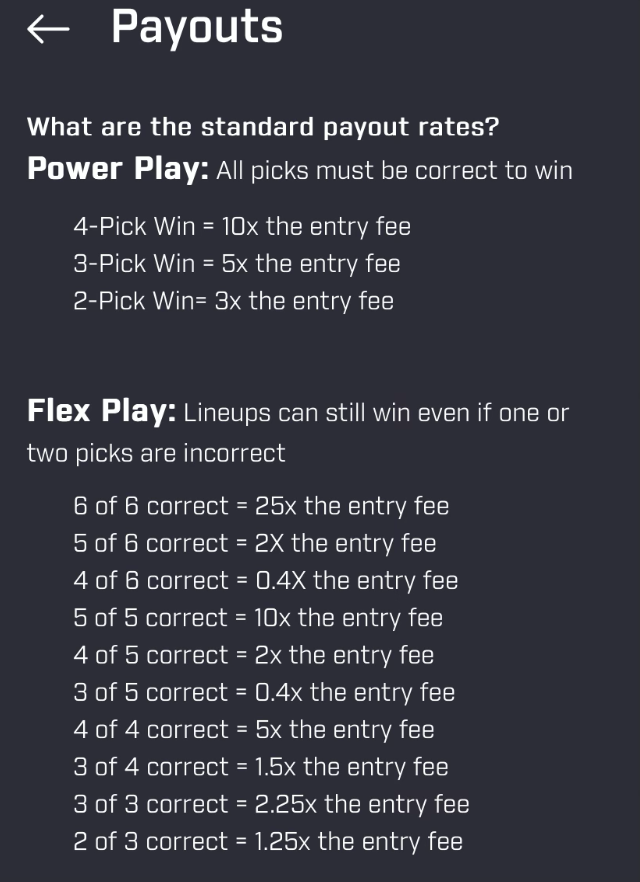 Payouts
What are the standard payout rates?
Power Play: All picks must be correct to win
4-Pick Win = 10x the entry fee
3-Pick Win = 5x the entry fee
2-Pick Win= 3x the entry fee
Flex Play: Lineups can still win even if one or
two picks are incorrect
6 of 6 correct = 25x the entry fee
5 of 6 correct = 2X the entry fee
4 of 6 correct = 0.4X the entry fee
5 of 5 correct = 10x the entry fee
4 of 5 correct = 2x the entry fee
3 of 5 correct = 0.4x the entry fee
4 of 4 correct = 5x the entry fee
3 of 4 correct = 1.5x the entry fee
3 of 3 correct = 2.25x the entry fee
2 of 3 correct = 1.25x the entry fee